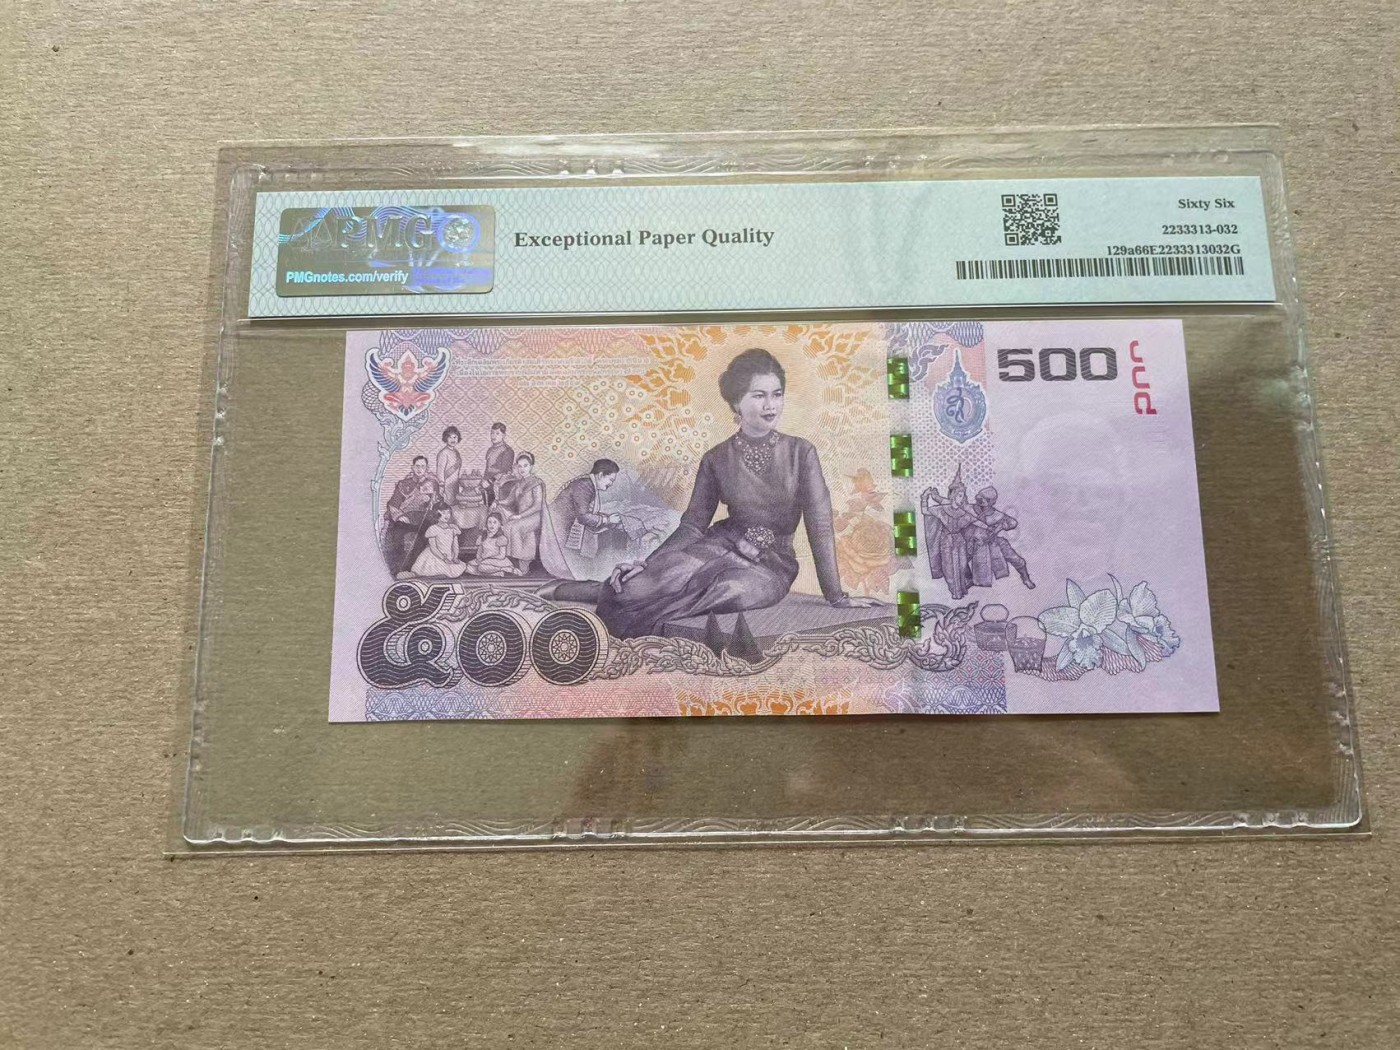 PMG
PMGnotes.com/verify
Exceptional Paper Quality
Sixty Six
2233313-032
129a66E2233313032G
500
๕๐๐